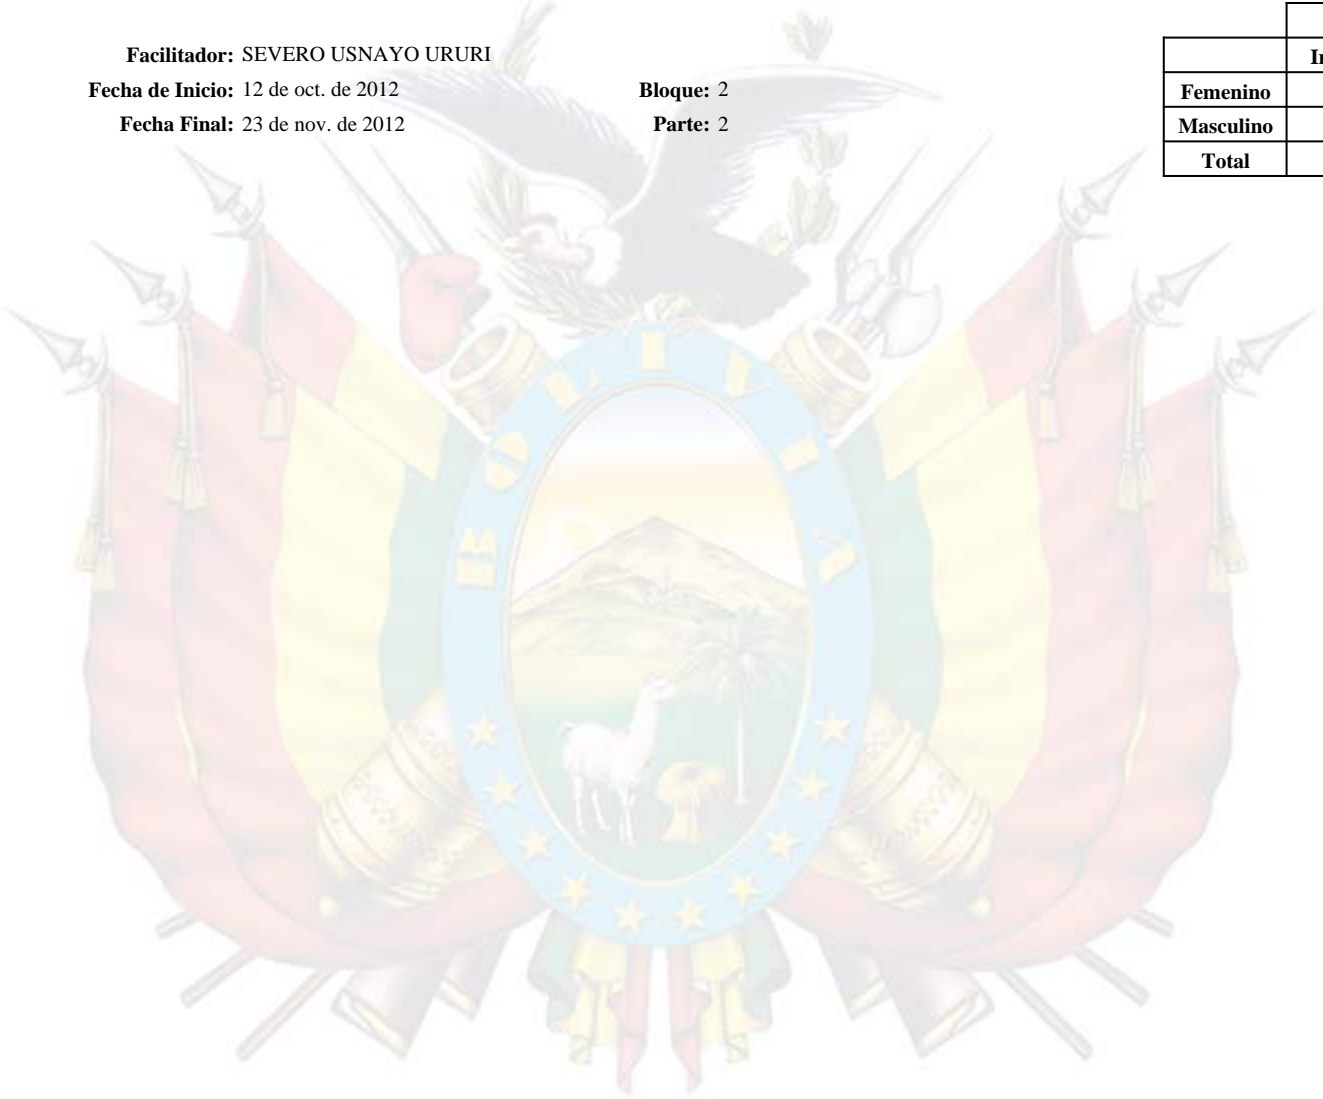 Facilitador: SEVERO USNAYO URURI
Fecha de Inicio: 12 de oct. de 2012 Bloque: 2
Fecha Final: 23 de nov. de 2012 Parte: 2
Femenino
Masculino
Total
BOLIVIA